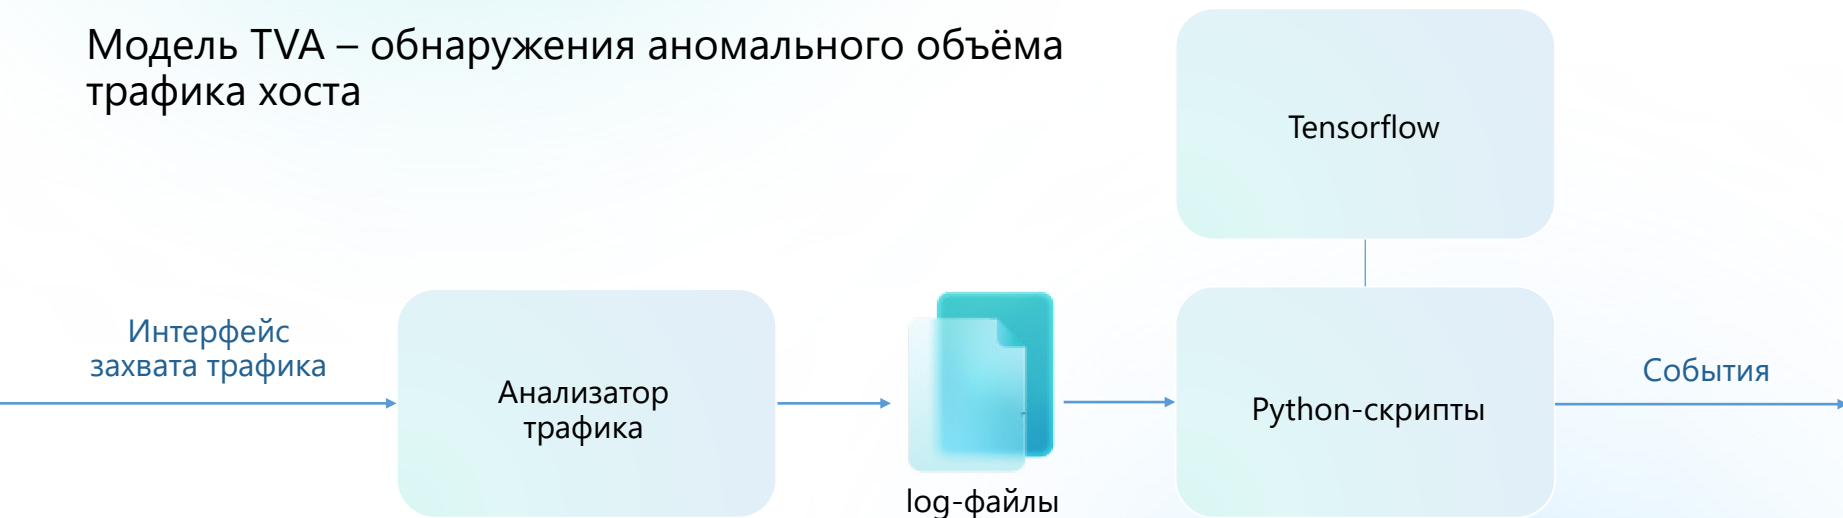 Модель TVA – обнаружения аномального объёма
трафика хоста
Tensorflow
Интерфейс
захвата трафика
Анализатор
трафика
log-файлы
Python-скрипты
События